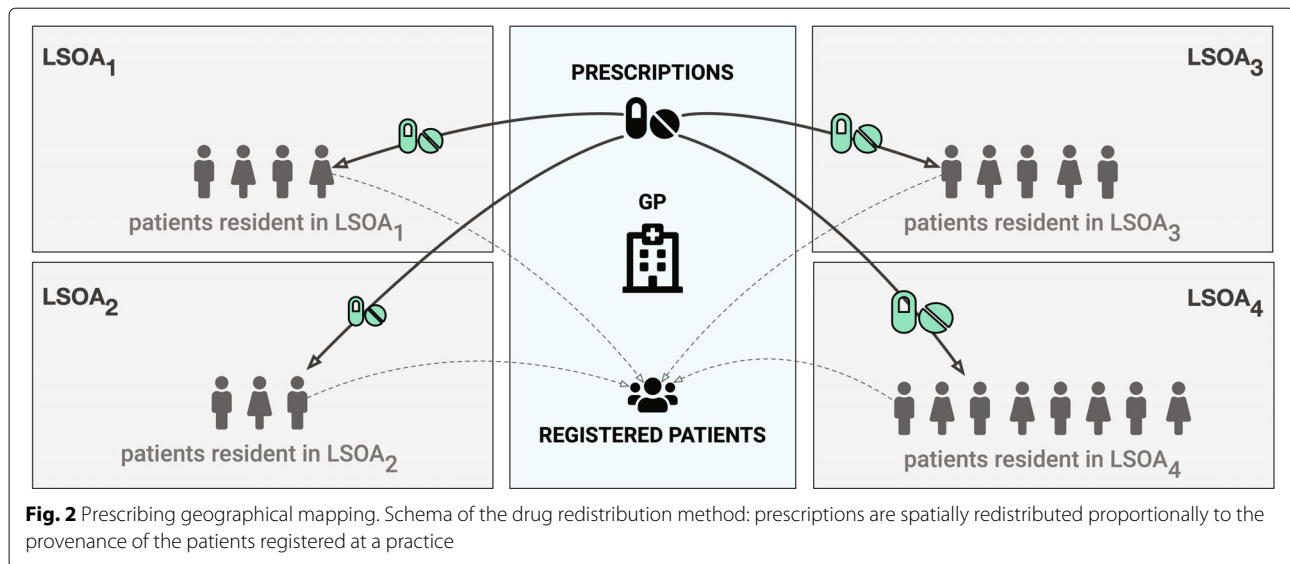 LSOA1
patients resident in LSOA1
LSOA2
patients resident in LSOA2
PRESCRIPTIONS
GP
REGISTERED PATIENTS
LSOA3
patients resident in LSOA3
LSOA4
patients resident in LSOA4
Fig. 2 Prescribing geographical mapping. Schema of the drug redistribution method: prescriptions are spatially redistributed proportionally to the
provenance of the patients registered at a practice